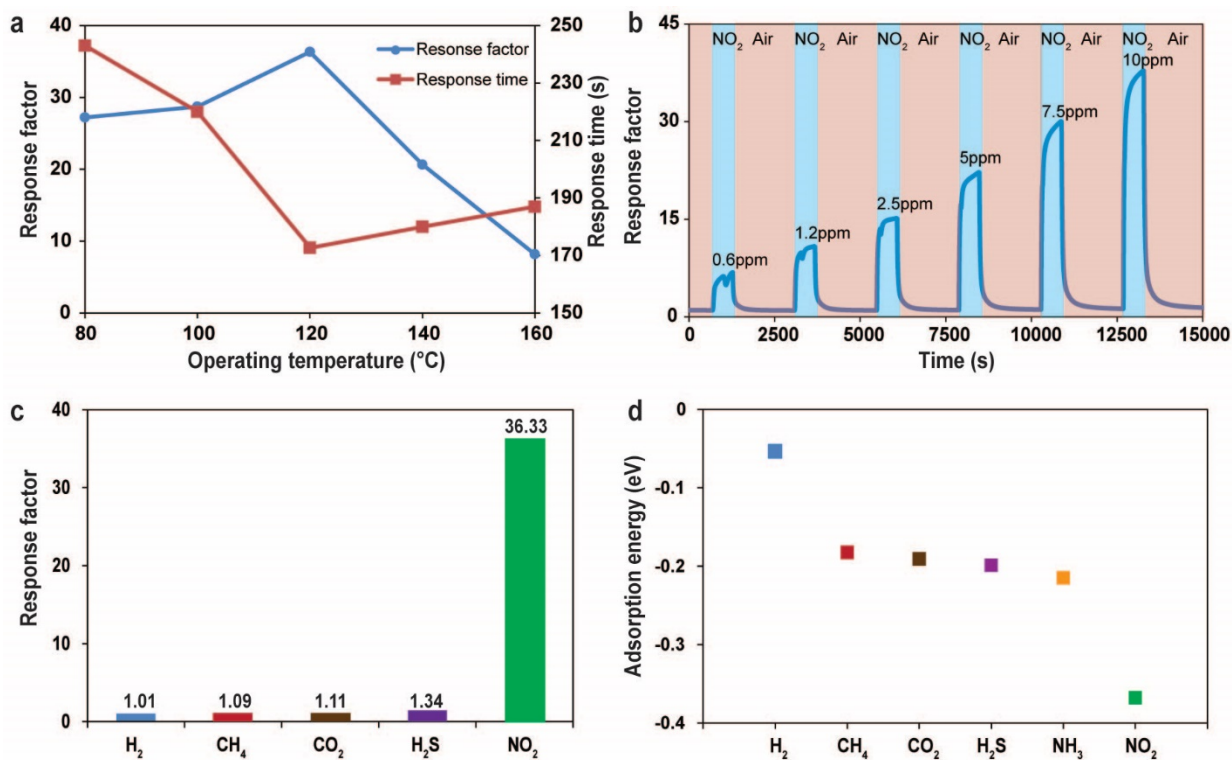 a
40
30
20
10
0
Response factor
Resonse factor
Response time
250
230
210
190
170
150
Response time (s)
80 100 120 140 160
Operating temperature (°C)
b
45
30
15
0
Response factor
NO2 Air NO2 Air NO2 Air NO2 Air NO2 Air NO2 Air
0.6ppm
1.2ppm
2.5ppm
5ppm
7.5ppm
10ppm
0 2500 5000 7500 10000 12500 15000
Time (s)
c
40
30
20
10
0
Response factor
1.01 1.09 1.11 1.34 36.33
H2 CH4 CO2 H2S NO2
d
0
-0.1
-0.2
-0.3
-0.4
Adsorption energy (eV)
H2 CH4 CO2 H2S NH3 NO2